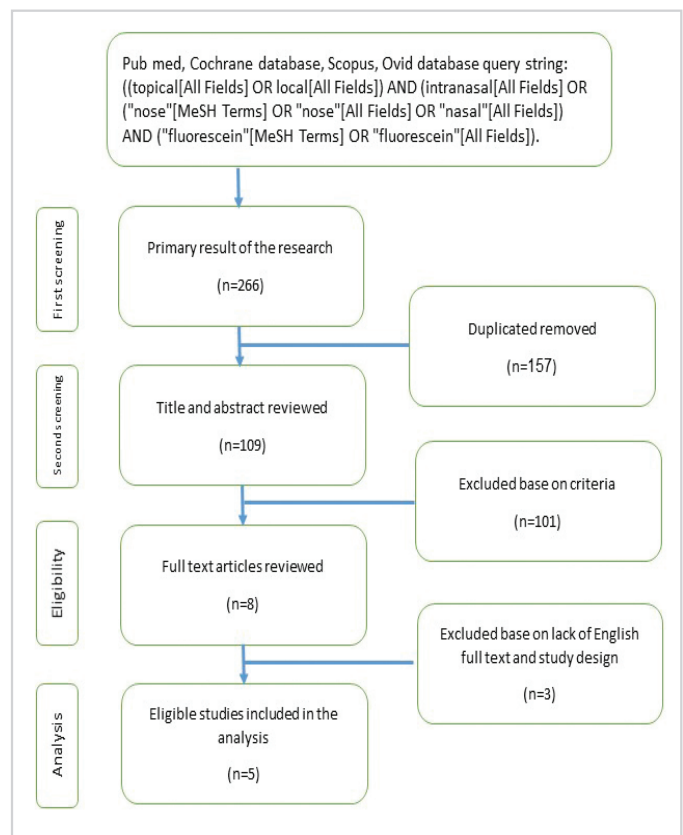 Pub med, Cochrane database, Scopus, Ovid database query string:
((topical[All Fields] OR local[All Fields]) AND (intranasal[All Fields] OR
("nose"[MeSH Terms] OR "nose"[All Fields] OR "nasal"[All Fields])
AND ("fluorescein"[MeSH Terms] OR "fluorescein"[All Fields]).
First screening
Primary result of the research
(n=266)
Duplicated removed
(n=157)
Second screening
Title and abstract reviewed
(n=109)
Excluded base on criteria
(n=101)
Eligibility
Full text articles reviewed
(n=8)
Excluded base on lack of English
full text and study design
(n=3)
Analysis
Eligible studies included in the
analysis
(n=5)